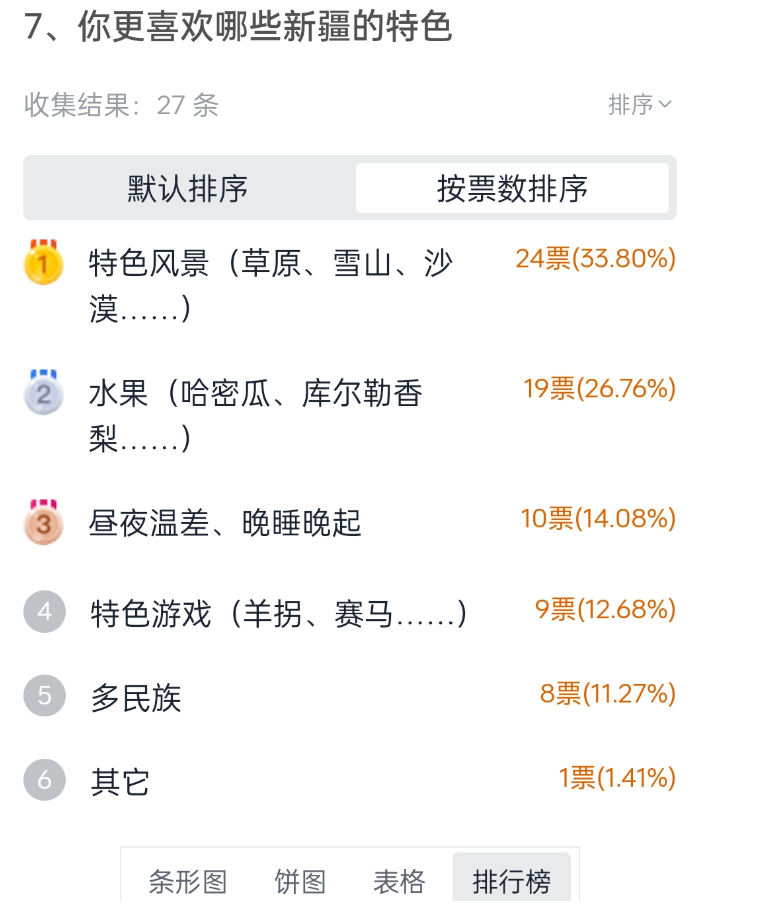 7、你更喜欢哪些新疆的特色
收集结果：27 条
排序
默认排序
按票数排序
1
特色风景（草原、雪山、沙
漠……）
24票(33.80%)
2
水果（哈密瓜、库尔勒香
梨……）
19票(26.76%)
3
昼夜温差、晚睡晚起
10票(14.08%)
4
特色游戏（羊拐、赛马……）
9票(12.68%)
5
多民族
8票(11.27%)
6
其它
1票(1.41%)
条形图
饼图
表格
排行榜